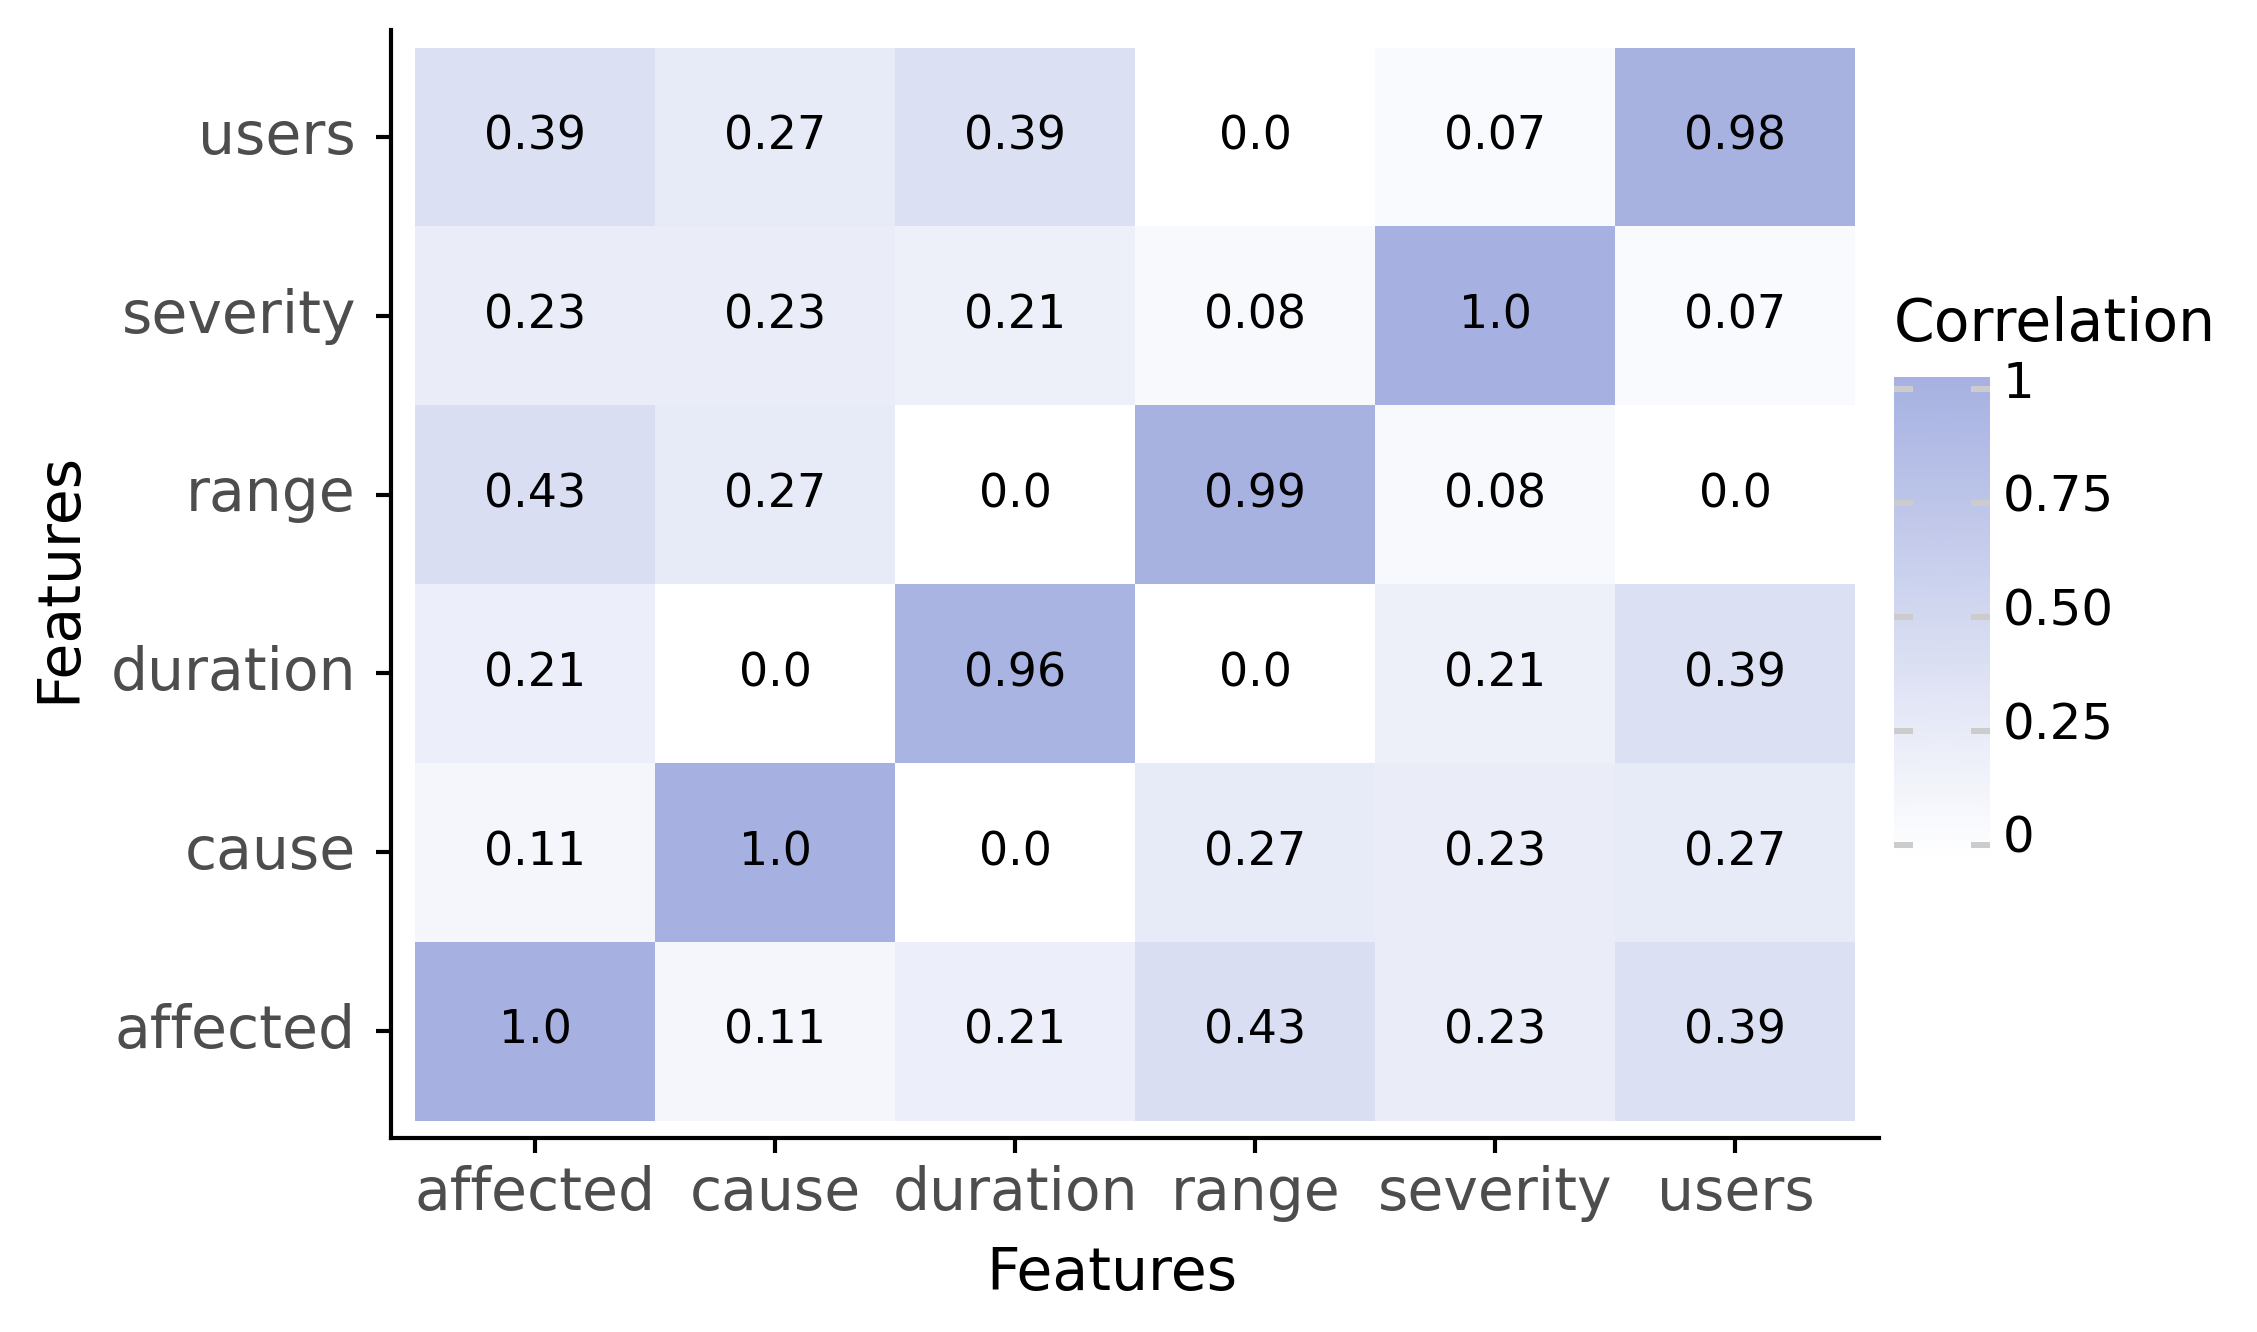 users 0.39 0.27 0.39 0.0 0.07 0.98
severity 0.23 0.23 0.21 0.08 1.0 0.07
range 0.43 0.27 0.0 0.99 0.08 0.0
duration 0.21 0.0 0.96 0.0 0.21 0.39
cause 0.11 1.0 0.0 0.27 0.23 0.27
affected 1.0 0.11 0.21 0.43 0.23 0.39
affected cause duration range severity users
Features
Features
Correlation
1
0.75
0.50
0.25
0